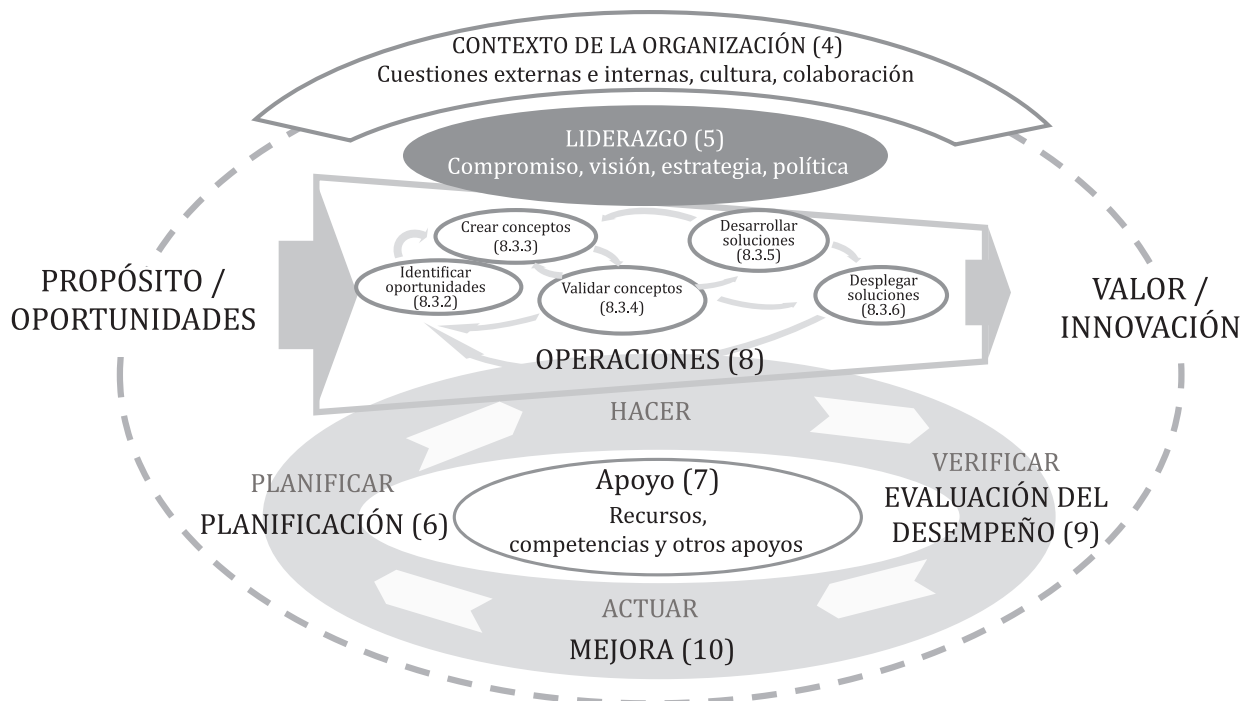 CONTEXTO DE LA ORGANIZACIÓN (4)
Cuestiones externas e internas, cultura, colaboración
LIDERAZGO (5)
Compromiso, visión, estrategia, política
PROPÓSITO /
OPORTUNIDADES
Crear conceptos
(8.3.3)
Identificar
oportunidades
(8.3.2)
Validar conceptos
(8.3.4)
Desarrollar
soluciones
(8.3.5)
Desplegar
soluciones
(8.3.6)
VALOR /
INNOVACIÓN
OPERACIONES (8)
HACER
PLANIFICAR
PLANIFICACIÓN (6)
Apoyo (7)
Recursos,
competencias y otros apoyos
VERIFICAR
EVALUACIÓN DEL
DESEMPEÑO (9)
ACTUAR
MEJORA (10)